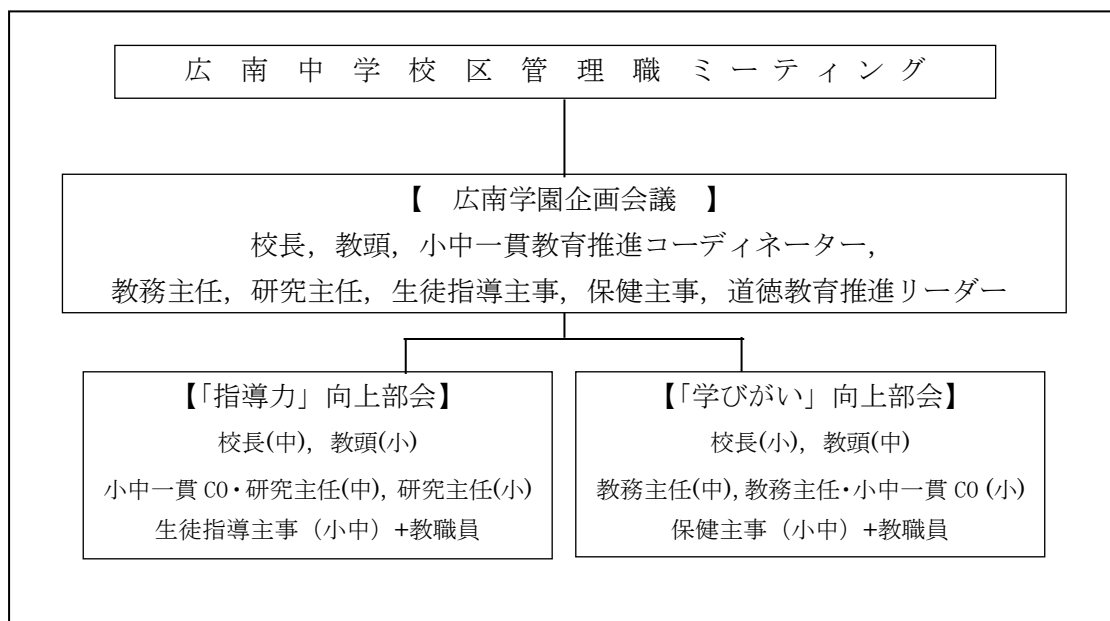 広南中学校区管理職ミーティング
【　広南学園企画会議　】
校長，教頭，小中一貫教育推進コーディネーター，
教務主任，研究主任，生徒指導主事，保健主事，道徳教育推進リーダー
【「指導力」向上部会】
校長(中)，教頭(小)
小中一貫 CO・研究主任(中)，研究主任(小)
生徒指導主事（小中）+教職員
【「学びがい」向上部会】
校長(小)，教頭(中)
教務主任(中)，教務主任・小中一貫 CO (小)
保健主事（小中）+教職員